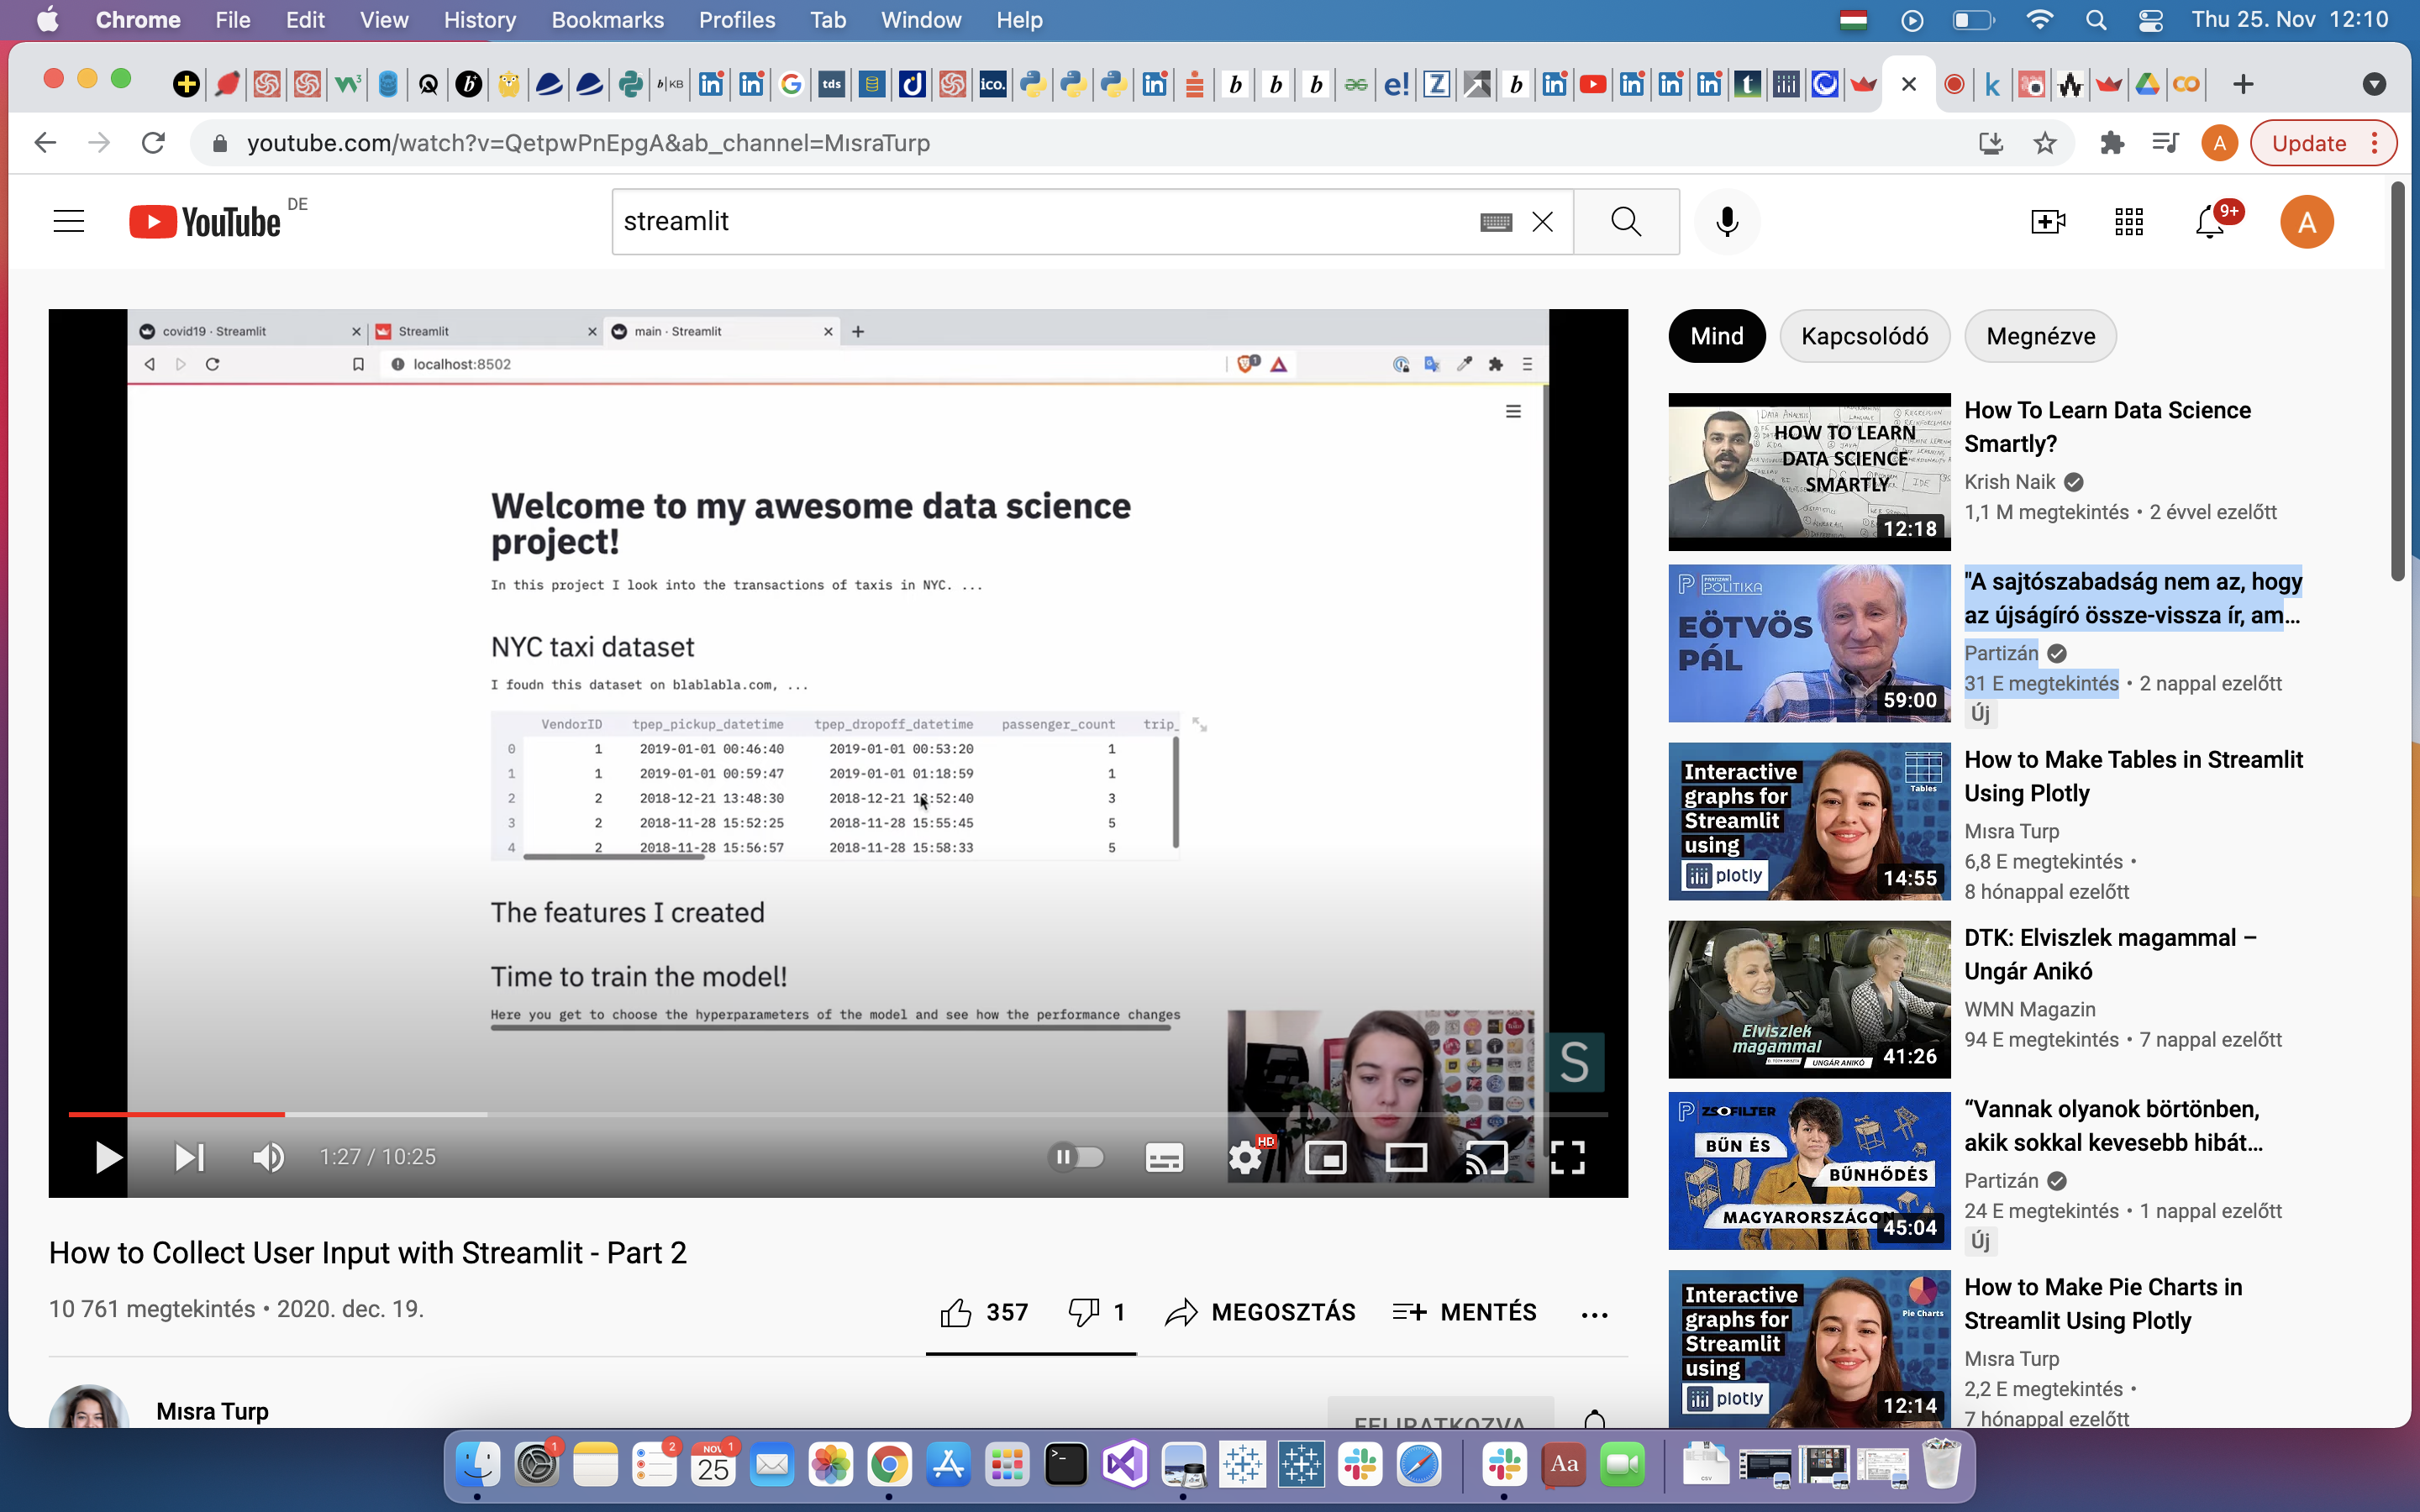 Chrome File Edit View History Bookmarks Profiles Tab Window Help
Thu 25. Nov 12:10
youtube.com/watch?v=QetpwPnEpgA&ab_channel=MısraTurp
A
Update
YouTube DE
streamlit
9+
A
covid19 · Streamlit
Streamlit
main · Streamlit
localhost:8502
Welcome to my awesome data science
project!
In this project I look into the transactions of taxis in NYC. ...
NYC taxi dataset
I foudn this dataset on blablabla.com, ...
VendorID tpep_pickup_datetime tpep_dropoff_datetime passenger_count trip_
0 1 2019-01-01 00:46:40 2019-01-01 00:53:20 1
1 1 2019-01-01 00:59:47 2019-01-01 01:18:59 1
2 2 2018-12-21 13:48:30 2018-12-21 13:52:40 3
3 2 2018-11-28 15:52:25 2018-11-28 15:55:45 5
4 2 2018-11-28 15:56:57 2018-11-28 15:58:33 5
The features I created
Time to train the model!
Here you get to choose the hyperparameters of the model and see how the performance changes
S
1:27 / 10:25
HD
How to Collect User Input with Streamlit - Part 2
10 761 megtekintés • 2020. dec. 19.
357
1
MEGOSZTÁS
MENTÉS
Mısra Turp
FELIRATKOZVA
Mind
Kapcsolódó
Megnézve
HOW TO LEARN
DATA SCIENCE
SMARTLY
12:18
How To Learn Data Science
Smartly?
Krish Naik
1,1 M megtekintés • 2 évvel ezelőtt
PARTIZÁN
POLITIKA
EÖTVÖS
PÁL
59:00
"A sajtószabadság nem az, hogy
az újságíró össze-vissza ír, am...
Partizán
31 E megtekintés • 2 nappal ezelőtt
Új
Interactive
graphs for
Streamlit
using
plotly
Tables
14:55
How to Make Tables in Streamlit
Using Plotly
Mısra Turp
6,8 E megtekintés •
8 hónappal ezelőtt
Elviszlek
magammal
UNGÁR ANIKÓ
41:26
DTK: Elviszlek magammal –
Ungár Anikó
WMN Magazin
94 E megtekintés • 7 nappal ezelőtt
ZSOFILTER
BŰN ÉS
BŰNHŐDÉS
MAGYARORSZÁGON
45:04
“Vannak olyanok börtönben,
akik sokkal kevesebb hibát...
Partizán
24 E megtekintés • 1 nappal ezelőtt
Új
Interactive
graphs for
Streamlit
using
plotly
Pie Charts
12:14
How to Make Pie Charts in
Streamlit Using Plotly
Mısra Turp
2,2 E megtekintés •
7 hónappal ezelőtt
1
2
NOV 1
25
Aa